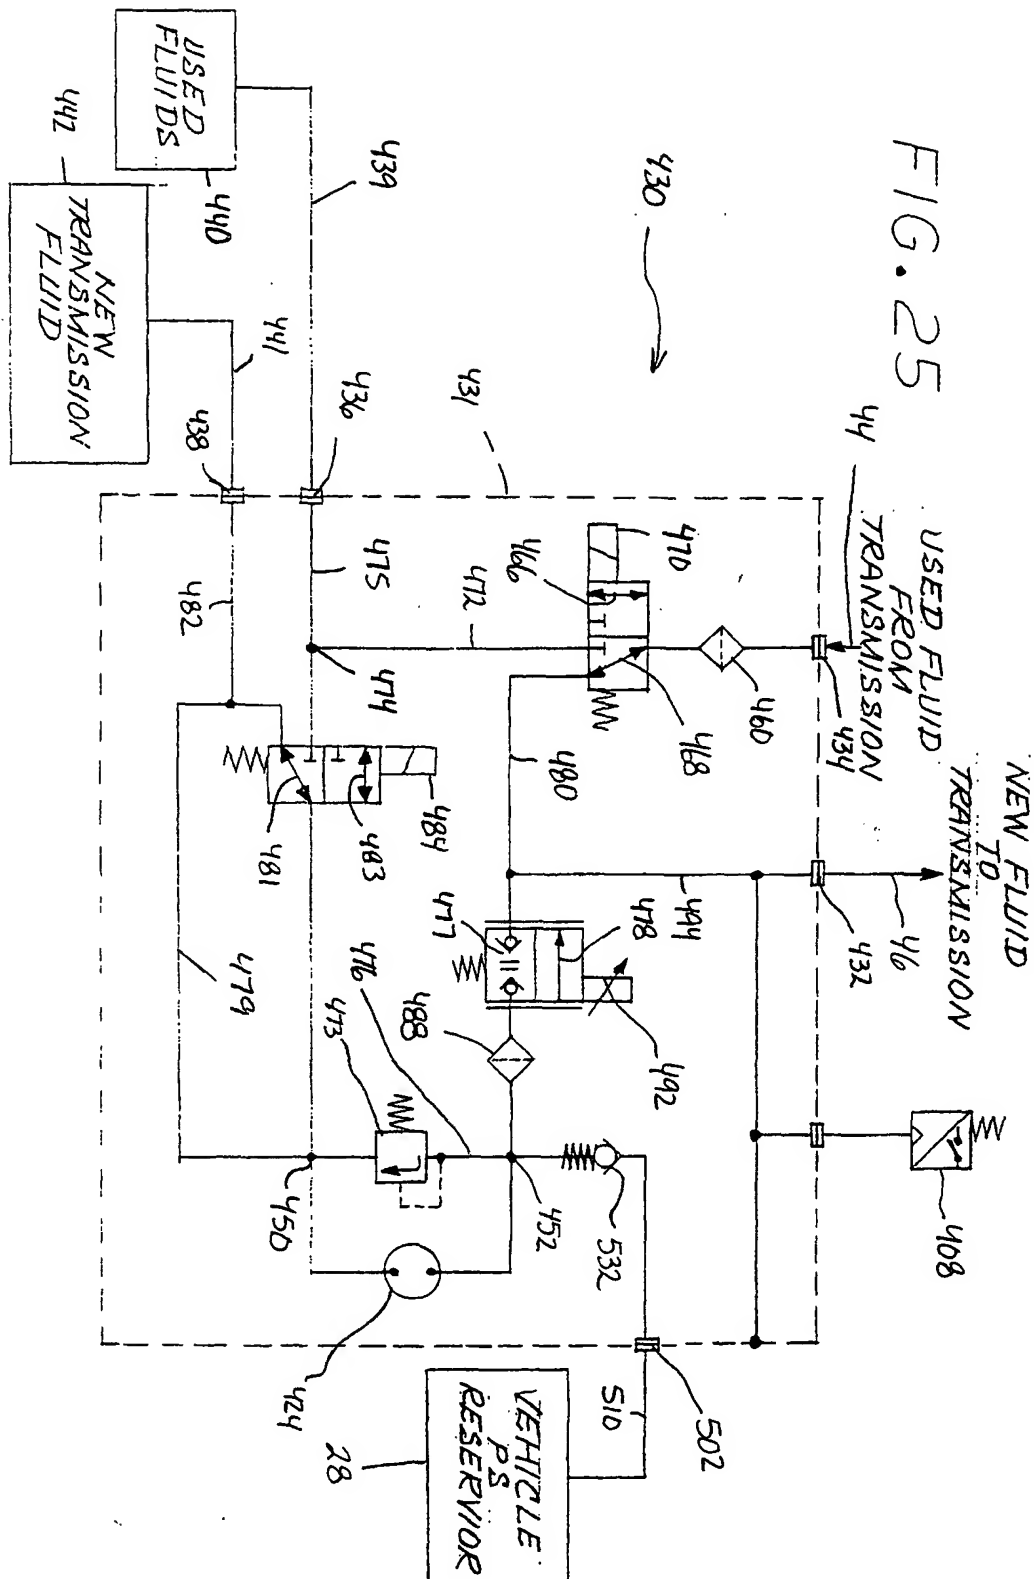 FIG. 25
430
44
USED FLUID
FROM
TRANSMISSION
434
NEW FLUID
TO
TRANSMISSION
46
432
408
431
470
466
460
468
472
480
494
477
478
492
488
476
473
452
532
502
510
VEHICLE
PS
RESERVIOR
28
424
450
479
481
483
484
474
475
482
436
438
439
441
USED
FLUIDS
440
442
NEW
TRANSMISSION
FLUID